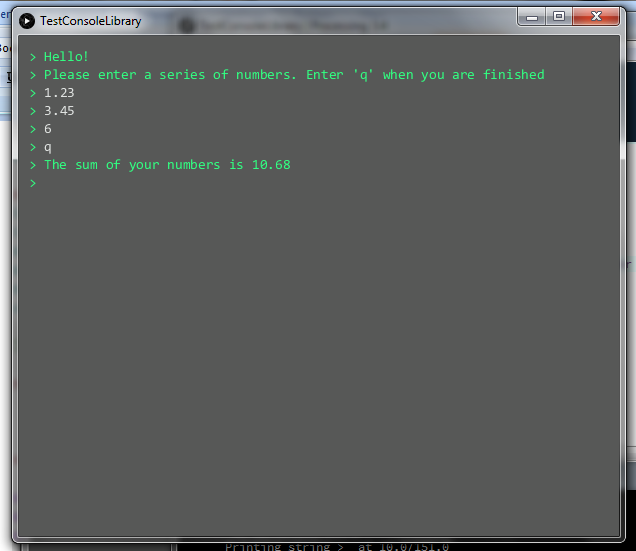 TestConsoleLibrary
> Hello!
> Please enter a series of numbers. Enter 'q' when you are finished
> 1.23
> 3.45
> 6
> q
> The sum of your numbers is 10.68
>
Printing string > at 10.0/151.0